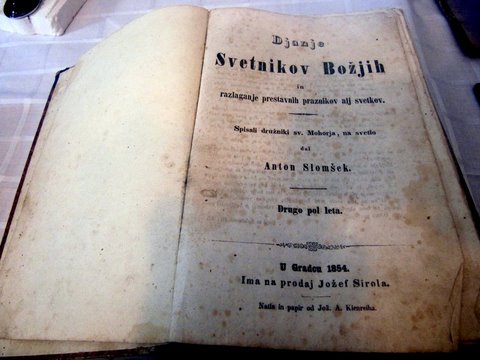 Djanje
Svetnikov Božjih
in
razlaganje prestavnih praznikov alj svetkov.
Spisali družniki sv. Mohorja, na svetlo
dal
Anton Slomšek.
Drugo pol leta.
U Gradcu 1854.
Ima na prodaj Jožef Sirola.
Natis in papir od Jož. A. Kienreiha.